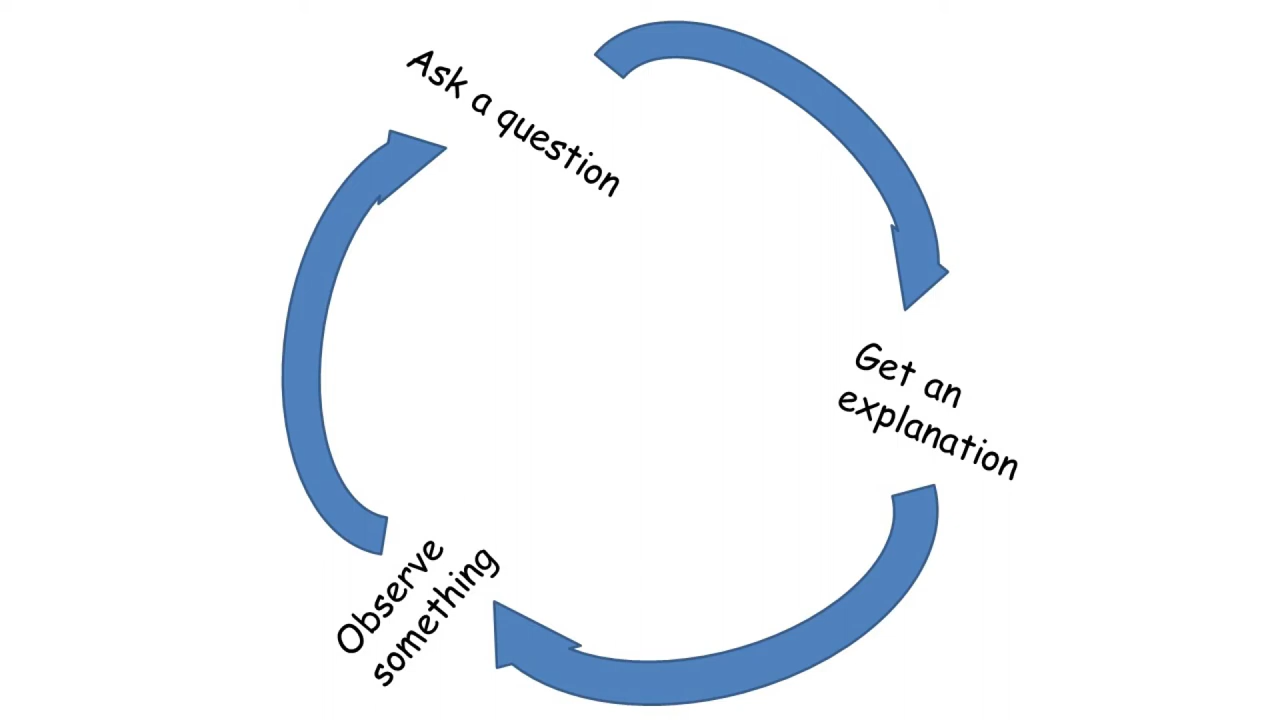 Ask a question
Get an
explanation
Observe
something